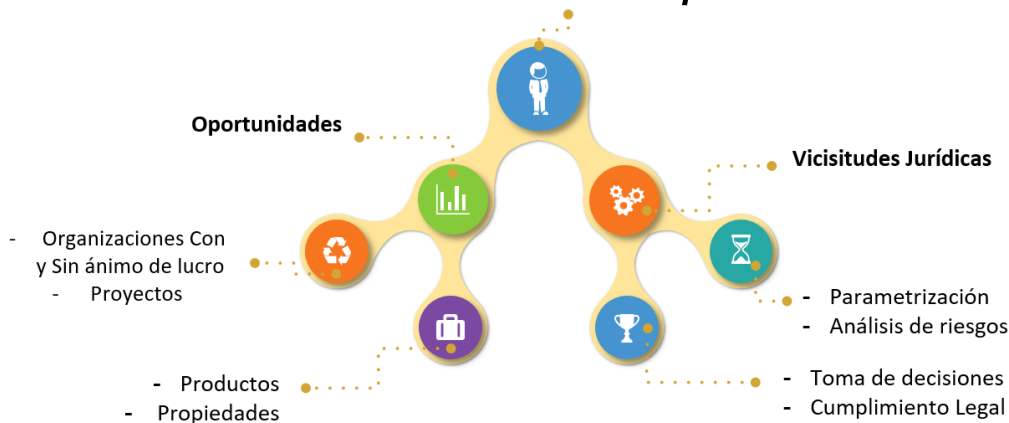 Oportunidades
Vicisitudes Jurídicas
- Organizaciones Con
y Sin ánimo de lucro
- Proyectos
- Parametrización
- Análisis de riesgos
- Productos
- Propiedades
- Toma de decisiones
- Cumplimiento Legal